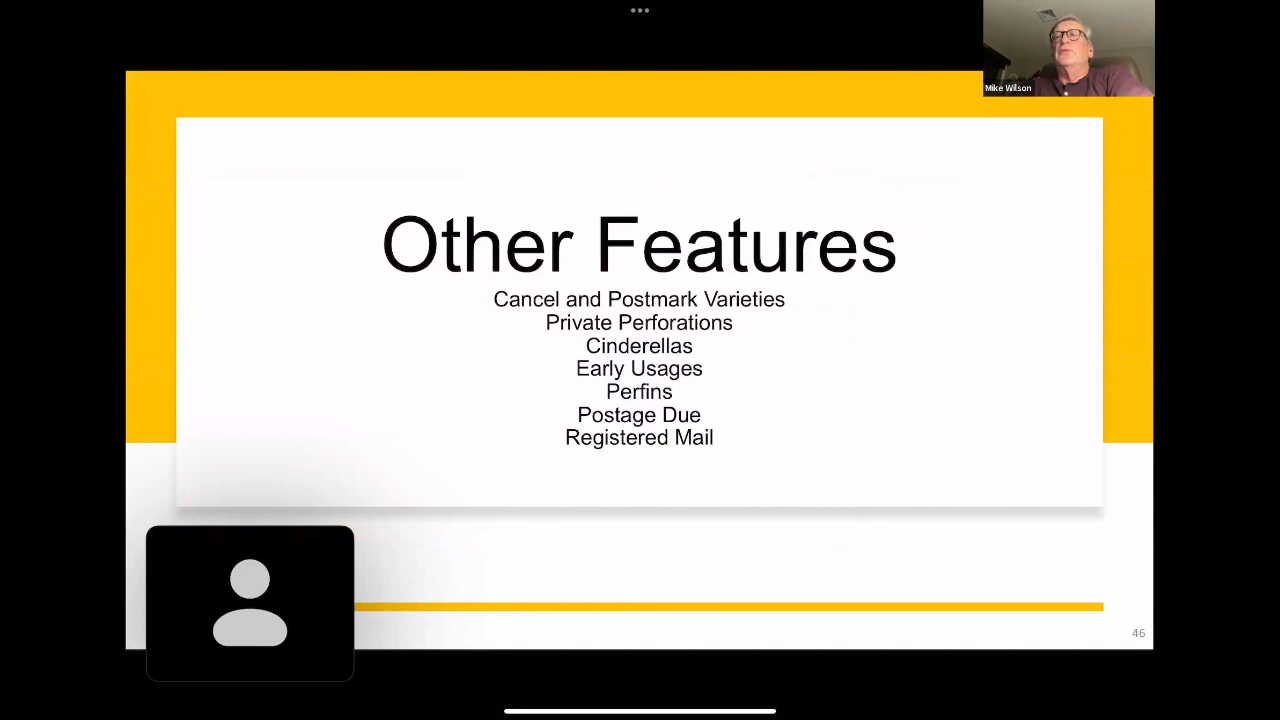 Mike Wilson
Other Features
Cancel and Postmark Varieties
Private Perforations
Cinderellas
Early Usages
Perfins
Postage Due
Registered Mail
46